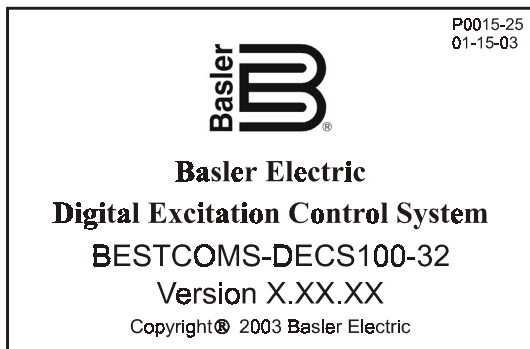 P0015-25
01-15-03
Basler
®
Basler Electric
Digital Excitation Control System
BESTCOMS-DECS100-32
Version X.XX.XX
Copyright® 2003 Basler Electric